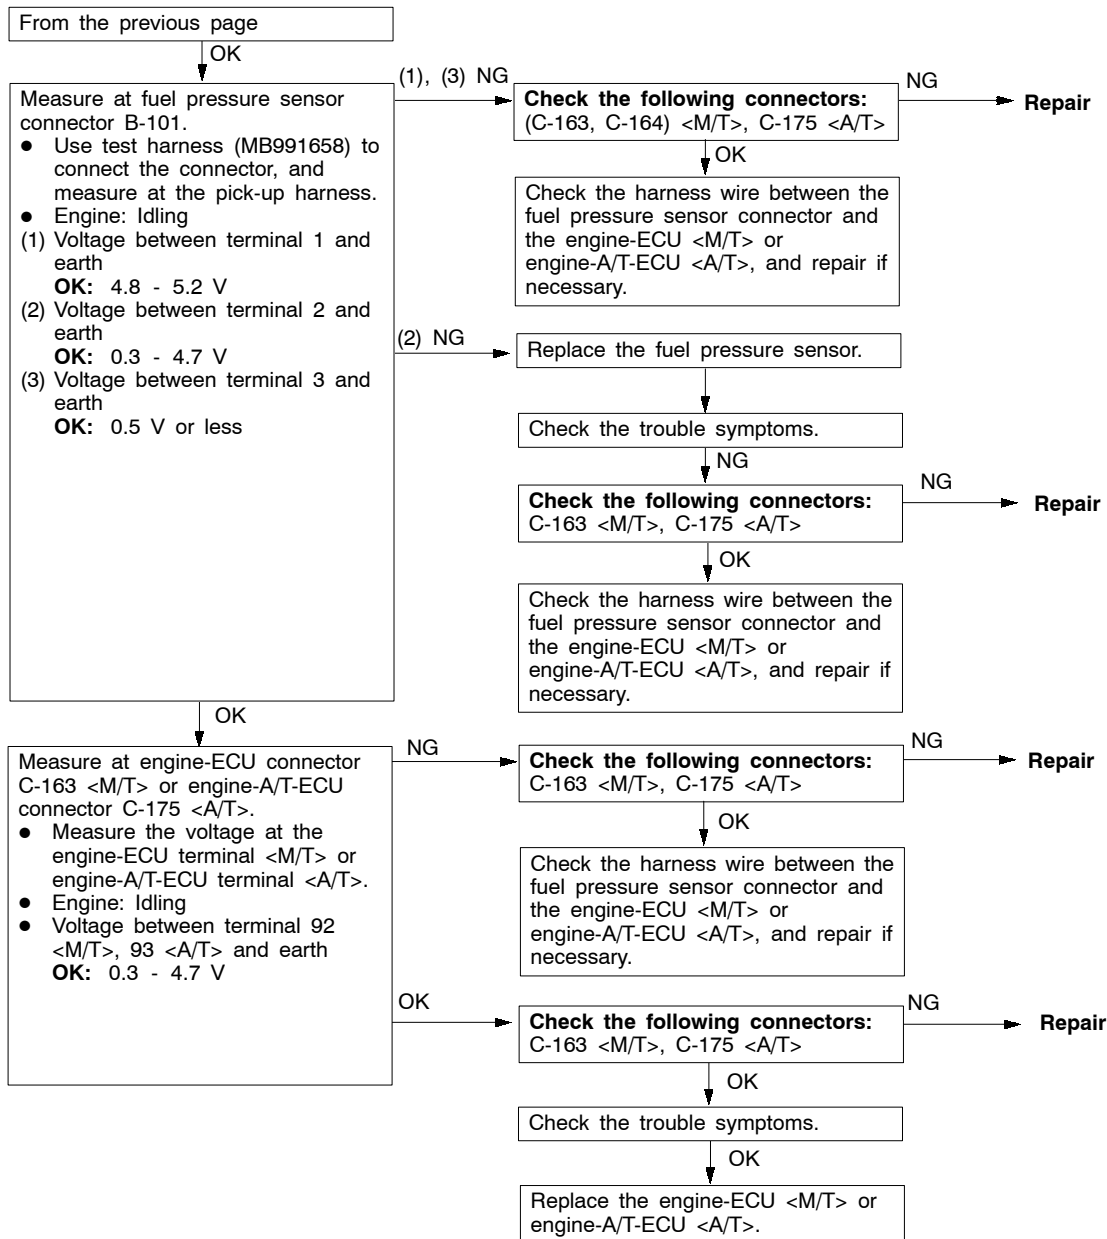 From the previous page
OK
Measure at fuel pressure sensor
connector B-101.
● Use test harness (MB991658) to
connect the connector, and
measure at the pick-up harness.
● Engine: Idling
(1) Voltage between terminal 1 and
earth
OK: 4.8 - 5.2 V
(2) Voltage between terminal 2 and
earth
OK: 0.3 - 4.7 V
(3) Voltage between terminal 3 and
earth
OK: 0.5 V or less
(1), (3) NG
Check the following connectors:
(C-163, C-164) <M/T>, C-175 <A/T>
NG
Repair
OK
Check the harness wire between the
fuel pressure sensor connector and
the engine-ECU <M/T> or
engine-A/T-ECU <A/T>, and repair if
necessary.
(2) NG
Replace the fuel pressure sensor.
Check the trouble symptoms.
NG
Check the following connectors:
C-163 <M/T>, C-175 <A/T>
NG
Repair
OK
Check the harness wire between the
fuel pressure sensor connector and
the engine-ECU <M/T> or
engine-A/T-ECU <A/T>, and repair if
necessary.
OK
Measure at engine-ECU connector
C-163 <M/T> or engine-A/T-ECU
connector C-175 <A/T>.
● Measure the voltage at the
engine-ECU terminal <M/T> or
engine-A/T-ECU terminal <A/T>.
● Engine: Idling
● Voltage between terminal 92
<M/T>, 93 <A/T> and earth
OK: 0.3 - 4.7 V
NG
Check the following connectors:
C-163 <M/T>, C-175 <A/T>
NG
Repair
OK
Check the harness wire between the
fuel pressure sensor connector and
the engine-ECU <M/T> or
engine-A/T-ECU <A/T>, and repair if
necessary.
OK
Check the following connectors:
C-163 <M/T>, C-175 <A/T>
NG
Repair
OK
Check the trouble symptoms.
OK
Replace the engine-ECU <M/T> or
engine-A/T-ECU <A/T>.